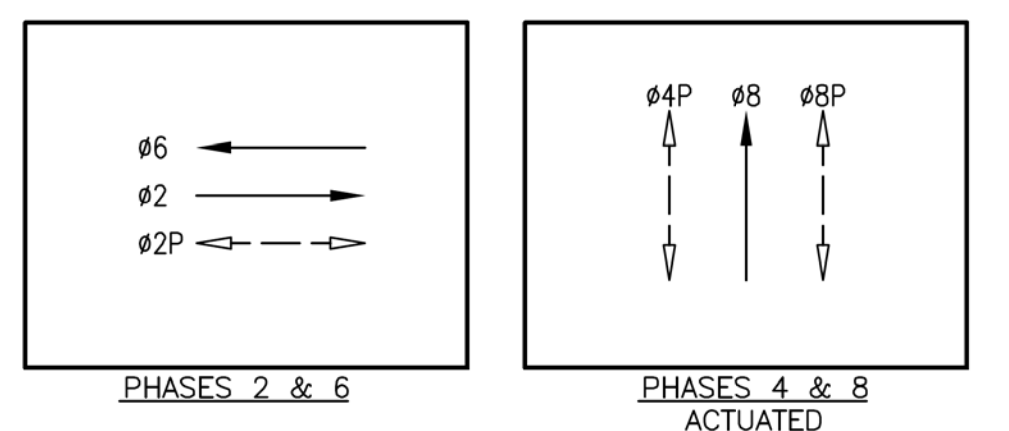 ø6
ø2
ø2P
PHASES 2 & 6
ø4P ø8 ø8P
PHASES 4 & 8
ACTUATED